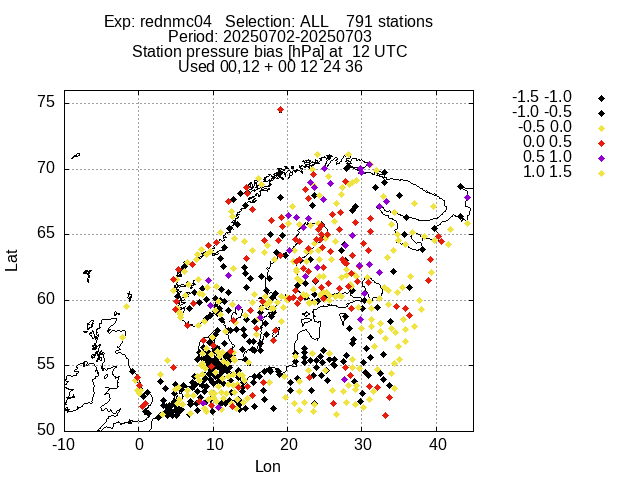 Exp: rednmc04 Selection: ALL 791 stations
Period: 20250702-20250703
Station pressure bias [hPa] at 12 UTC
Used 00,12 + 00 12 24 36
-1.5 -1.0
-1.0 -0.5
-0.5 0.0
0.0 0.5
0.5 1.0
1.0 1.5
75
70
65
60
55
50
Lat
-10 0 10 20 30 40
Lon